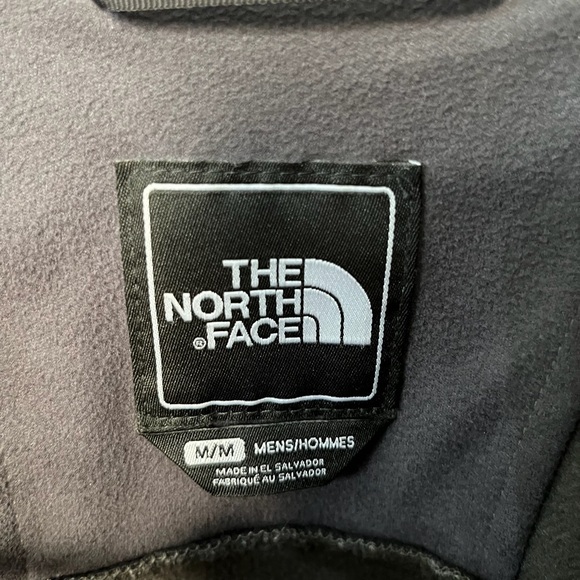 THE
NORTH
®FACE
M/M MENS/HOMMES
MADE IN EL SALVADOR
FABRIQUÉ AU SALVADOR